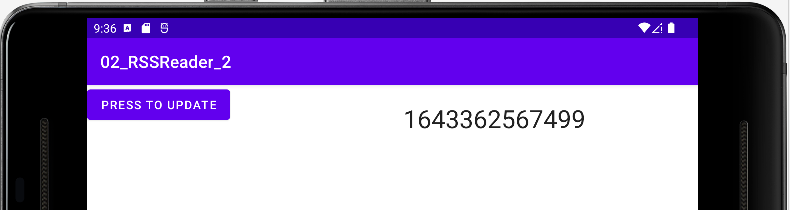 9:36
02_RSSReader_2
PRESS TO UPDATE
1643362567499